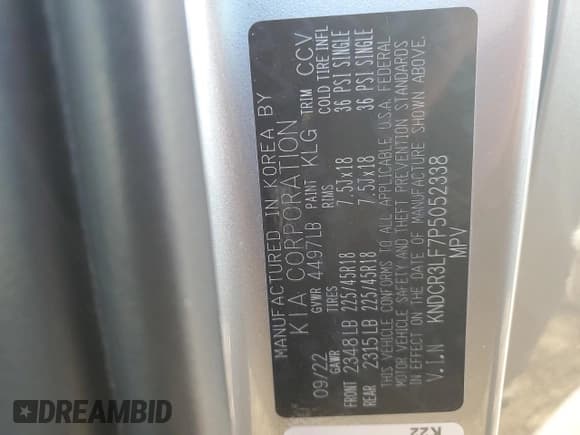 MANUFACTURED IN KOREA BY
KIA CORPORATION
09/22 GVWR 4497LB PAINT KLG TRIM CCV
GAWR TIRES RIMS COLD TIRE INFL
FRONT 2348LB 225/45R18 7.5Jx18 36 PSI SINGLE
REAR 2315LB 225/45R18 7.5Jx18 36 PSI SINGLE
THIS VEHICLE CONFORMS TO ALL APPLICABLE U.S.A. FEDERAL
MOTOR VEHICLE SAFETY AND THEFT PREVENTION STANDARDS
IN EFFECT ON THE DATE OF MANUFACTURE SHOWN ABOVE.
V.I.N KNDCR3LF7P5052338
MPV
K22
DREAMBID